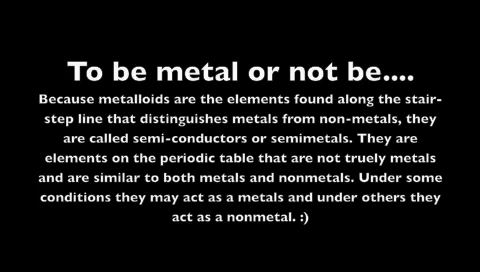 To be metal or not be....
Because metalloids are the elements found along the stair-
step line that distinguishes metals from non-metals, they
are called semi-conductors or semimetals. They are
elements on the periodic table that are not truely metals
and are similar to both metals and nonmetals. Under some
conditions they may act as a metals and under others they
act as a nonmetal. :)